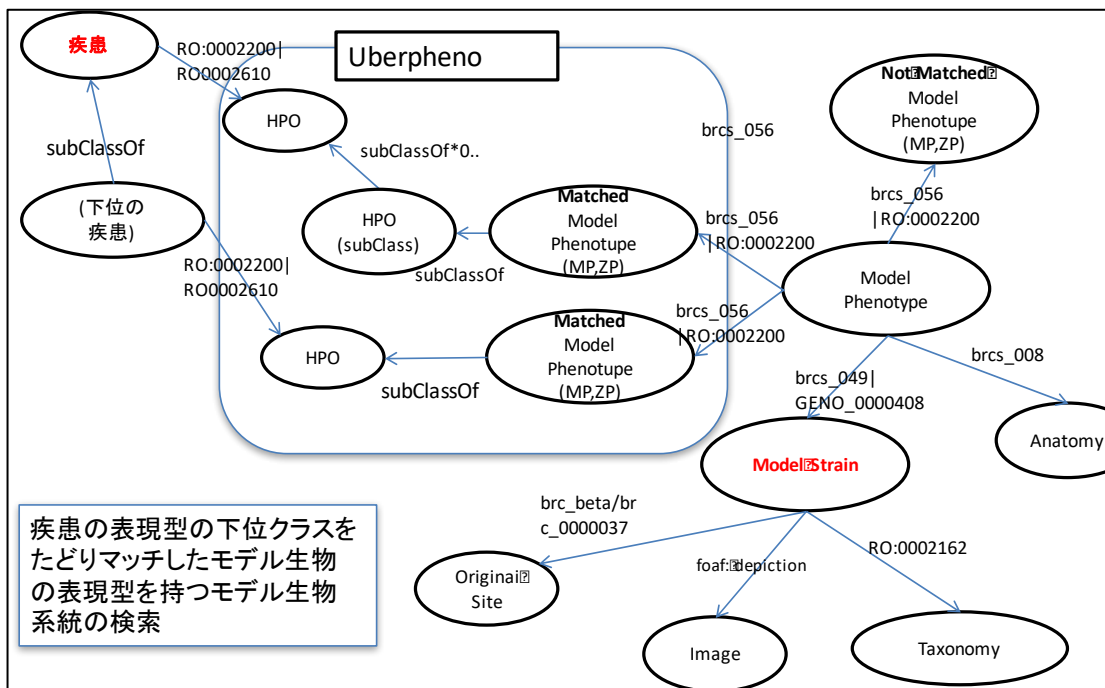 疾患
RO:0002200|
RO0002610
Uberpheno
HPO
subClassOf
subClassOf*0..
(下位の
疾患)
HPO
(subClass)
subClassOf
Matched
Model
Phenotupe
(MP,ZP)
RO:0002200|
RO0002610
HPO
subClassOf
Matched
Model
Phenotupe
(MP,ZP)
brcs_056
brcs_056
|RO:0002200
brcs_056
|RO:0002200
Not Matched
Model
Phenotupe
(MP,ZP)
brcs_056
|RO:0002200
Model
Phenotype
brcs_008
brcs_049|
GENO_0000408
Anatomy
Model Strain
brc_beta/br
c_0000037
foaf: depiction
RO:0002162
Originai
Site
Image
Taxonomy
疾患の表現型の下位クラスを
たどりマッチしたモデル生物
の表現型を持つモデル生物
系統の検索